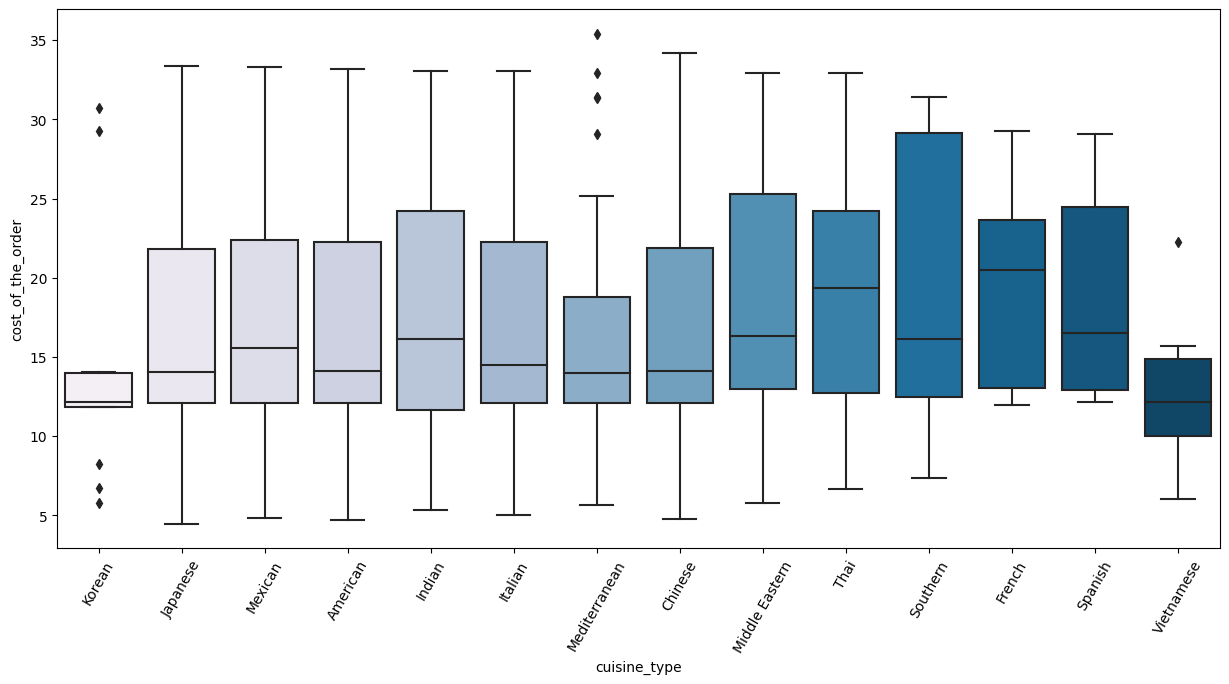 35
30
25
20
15
10
5
cost_of_the_order
Korean
Japanese
Mexican
American
Indian
Italian
Mediterranean
Chinese
Middle Eastern
Thai
Southern
French
Spanish
Vietnamese
cuisine_type